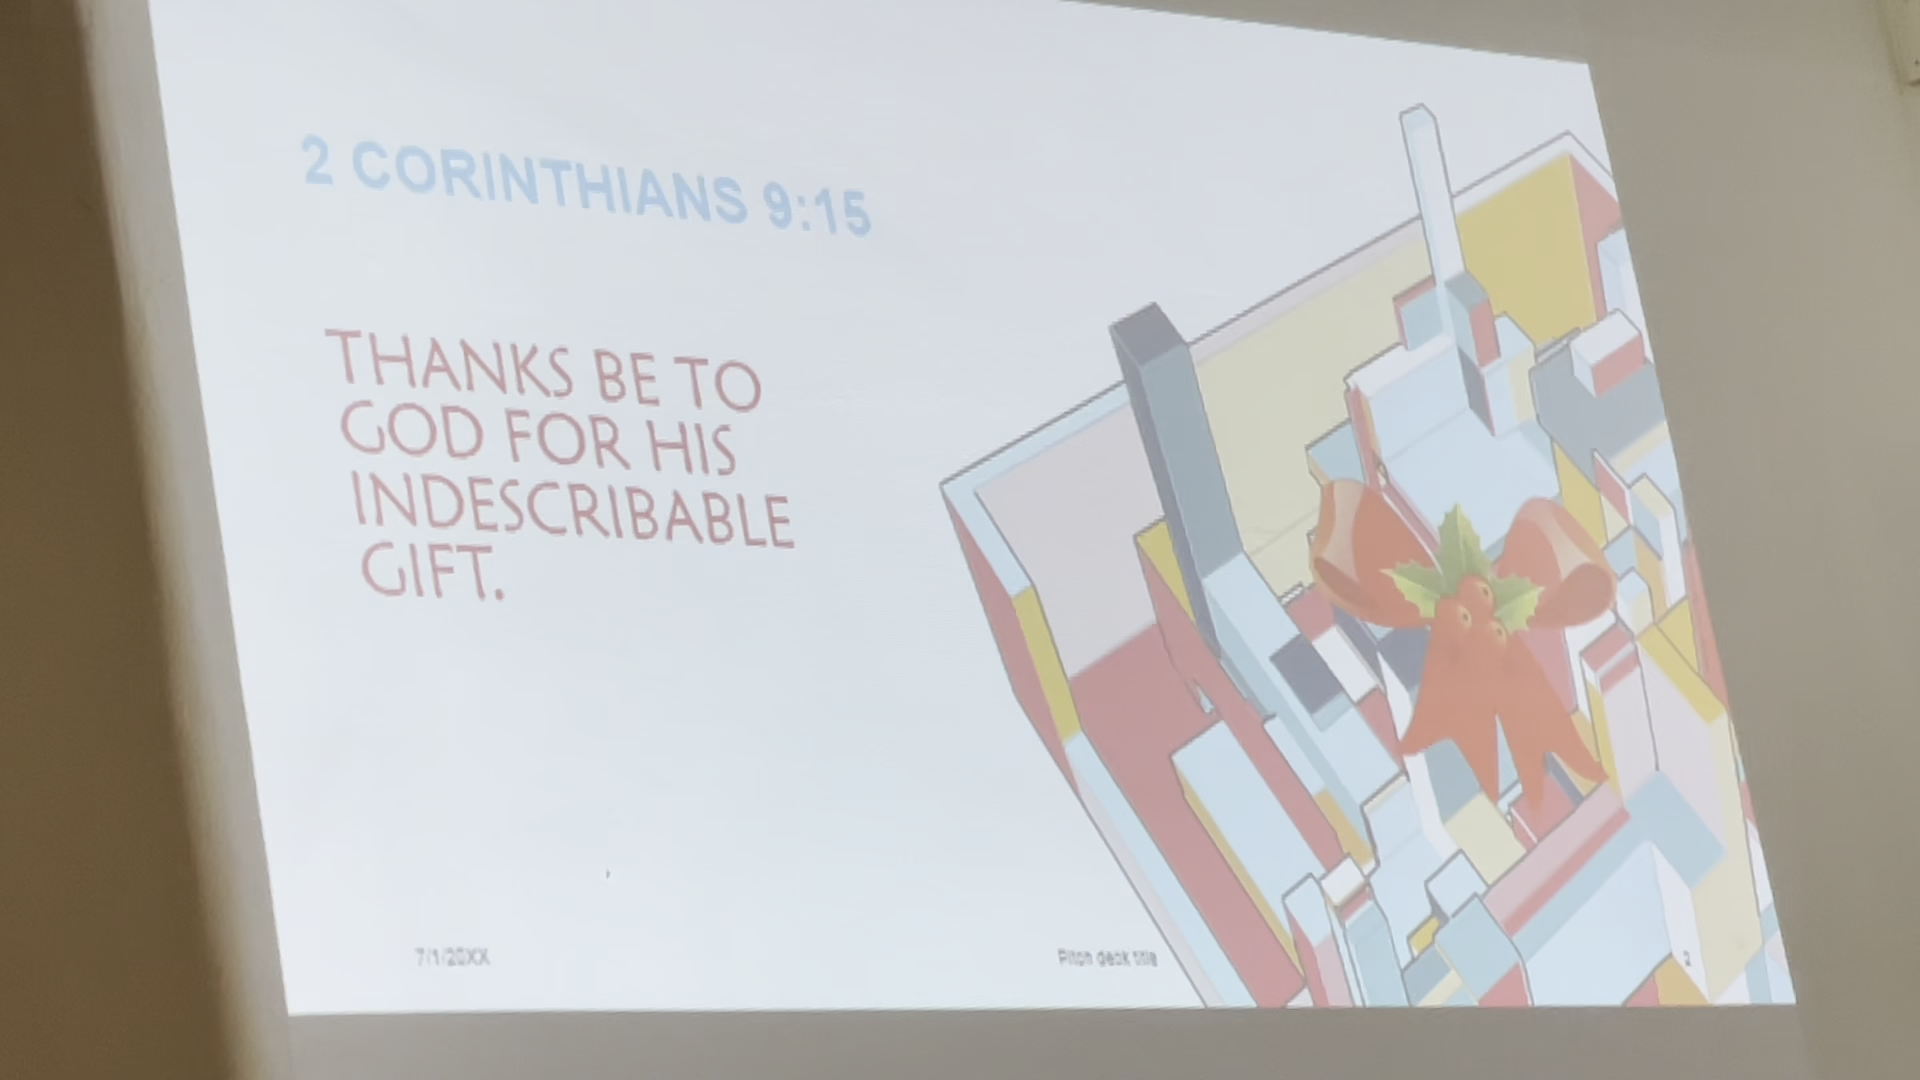 2 CORINTHIANS 9:15
THANKS BE TO
GOD FOR HIS
INDESCRIBABLE
GIFT.
7/1/20XX
Pitch deck title
2